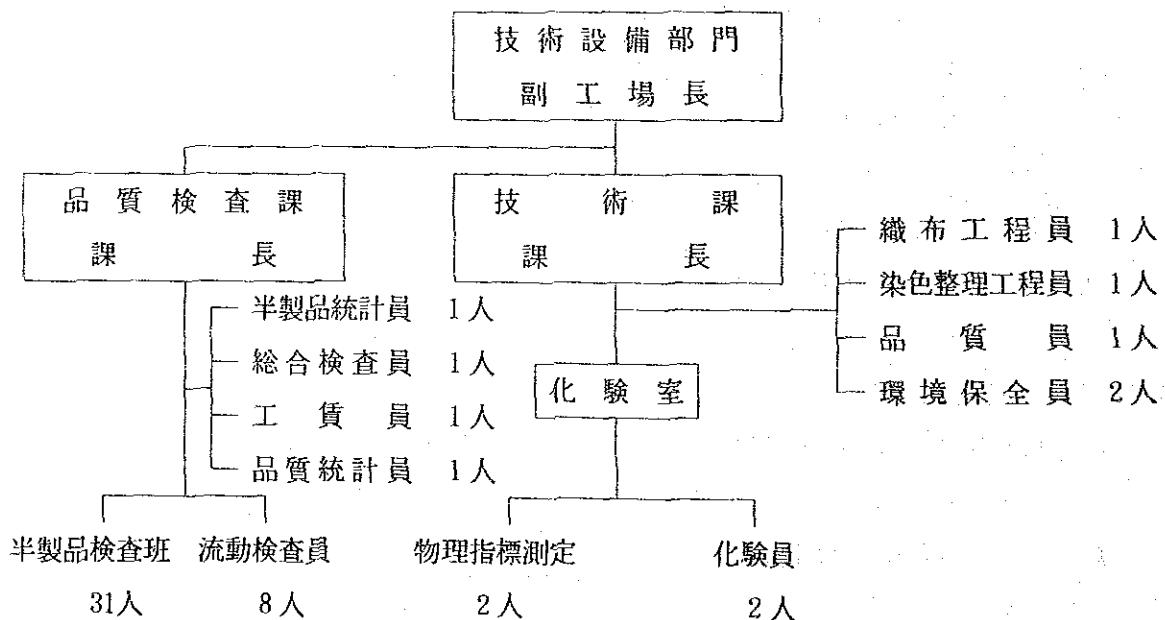 技術設備部門
副工場長
品質検査課
課長
技術課
課長
織布工程員 1人
染色整理工程員 1人
品質員 1人
環境保全員 2人
半製品統計員 1人
総合検査員 1人
工賃員 1人
品質統計員 1人
化験室
半製品検査班 流動検査員 物理指標測定 化験員
31人 8人 2人 2人